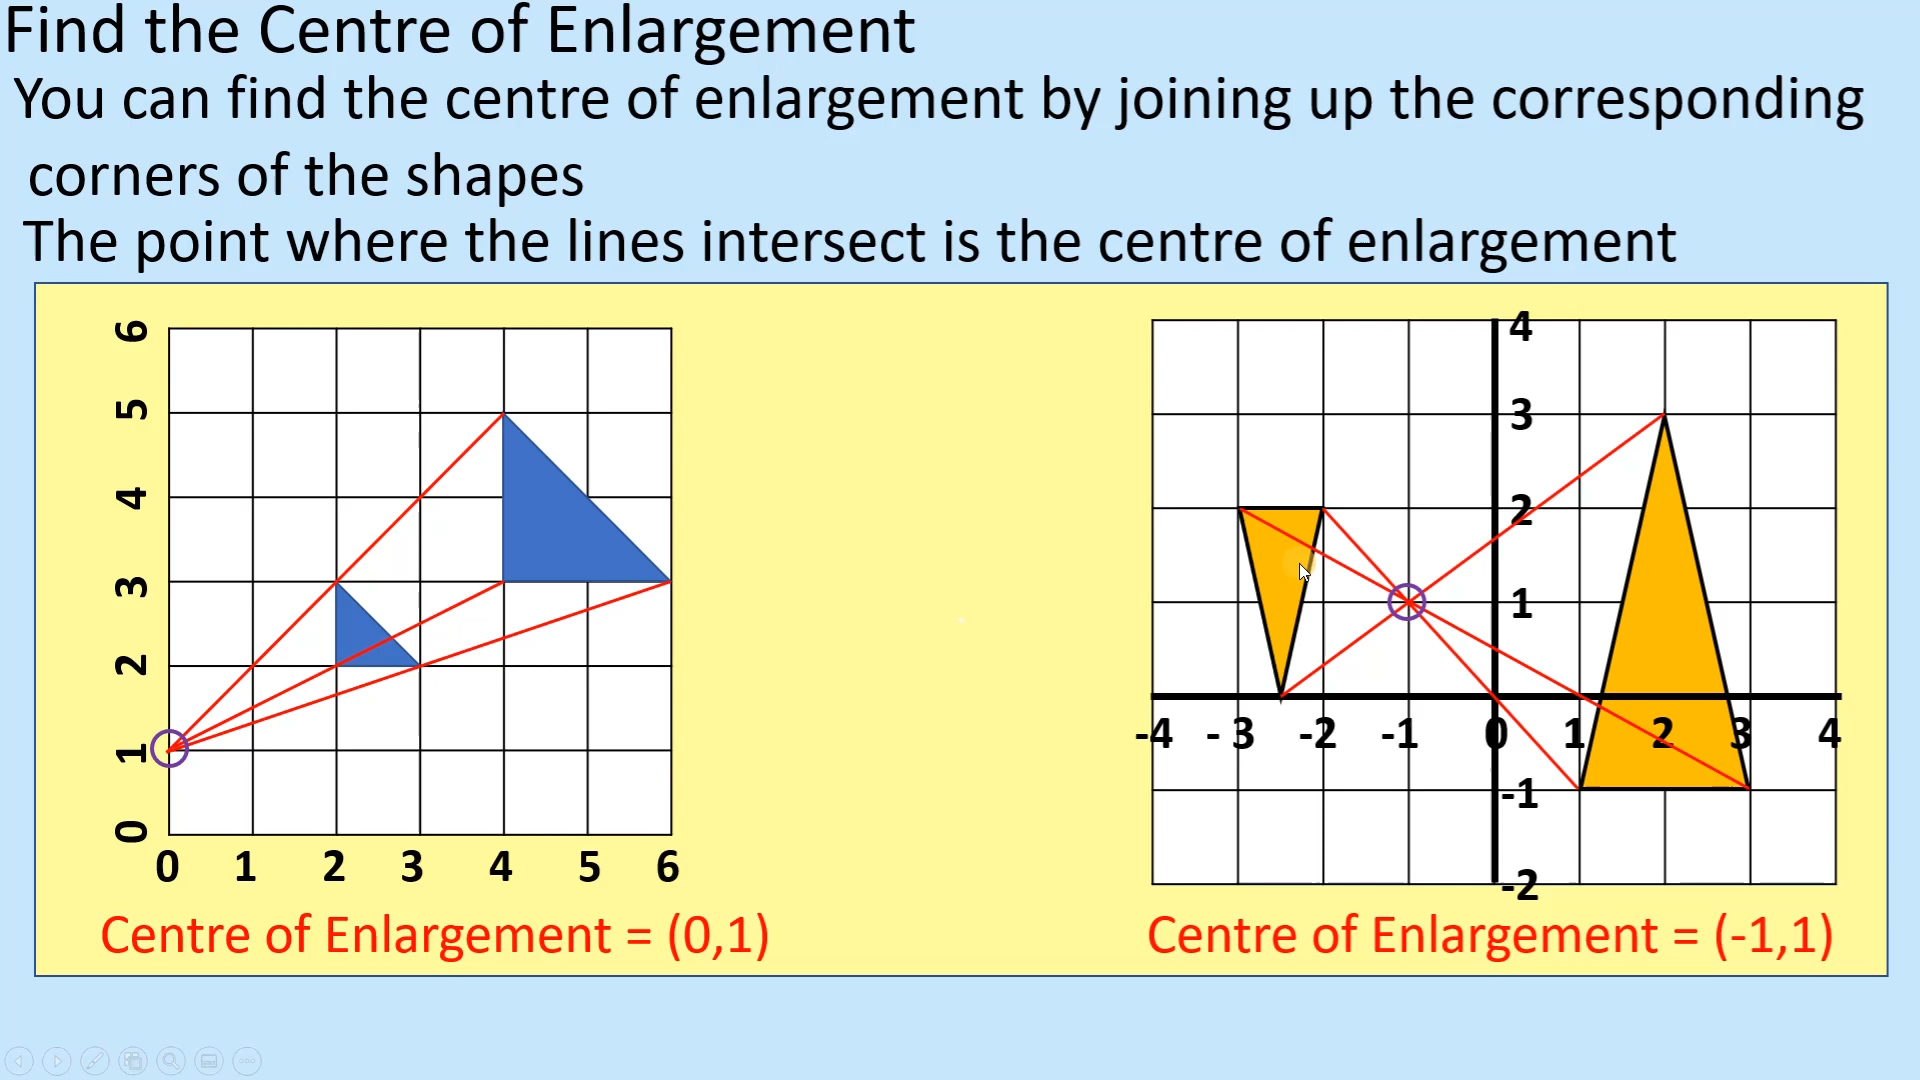 Find the Centre of Enlargement
You can find the centre of enlargement by joining up the corresponding
corners of the shapes
The point where the lines intersect is the centre of enlargement
6
5
4
3
2
1
0
0 1 2 3 4 5 6
Centre of Enlargement = (0,1)
4
3
2
1
-4 - 3 -2 -1 0 1 2 3 4
-1
-2
Centre of Enlargement = (-1,1)